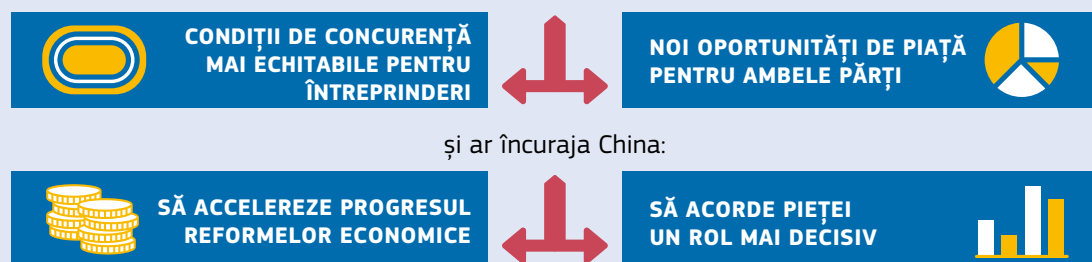 CONDIȚII DE CONCURENȚĂ
MAI ECHITABILE PENTRU
ÎNTREPRINDERI
NOI OPORTUNITĂȚI DE PIAȚĂ
PENTRU AMBELE PĂRȚI
și ar încuraja China:
SĂ ACCELEREZE PROGRESUL
REFORMELOR ECONOMICE
SĂ ACORDE PIEȚEI
UN ROL MAI DECISIV